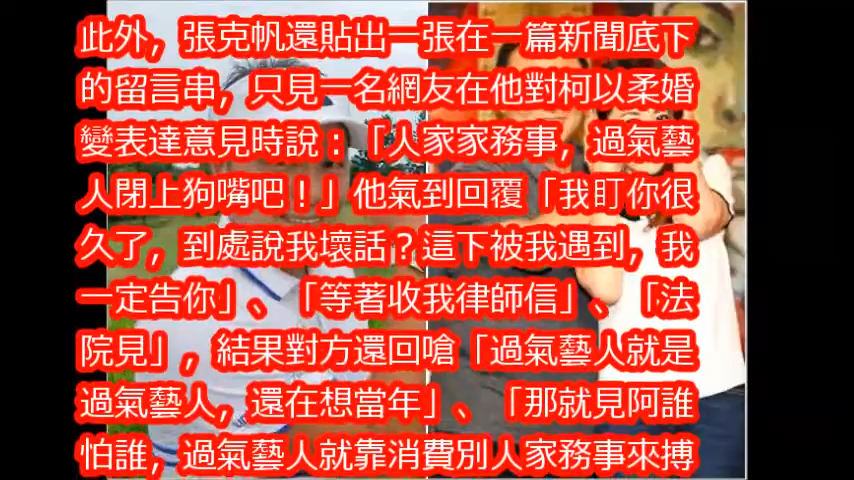 此外，張克帆還貼出一張在一篇新聞底下
的留言串，只見一名網友在他對柯以柔婚
變表達意見時說：「人家家務事，過氣藝
人閉上狗嘴吧！」他氣到回覆「我盯你很
久了，到處說我壞話？這下被我遇到，我
一定告你」、「等著收我律師信」、「法
院見」，結果對方還回嗆「過氣藝人就是
過氣藝人，還在想當年」、「那就見阿誰
怕誰，過氣藝人就靠消費別人家務事來搏